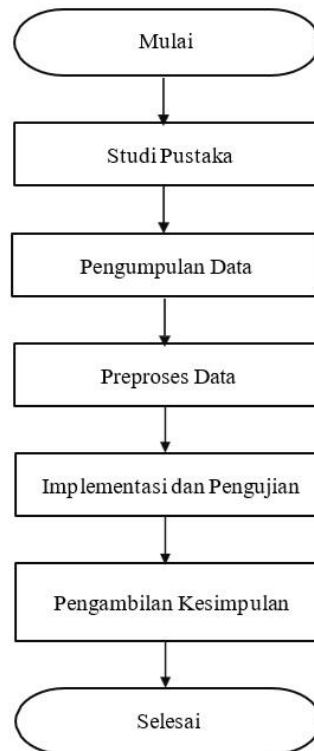 Mulai
Studi Pustaka
Pengumpulan Data
Preproses Data
Implementasi dan Pengujian
Pengambilan Kesimpulan
Selesai